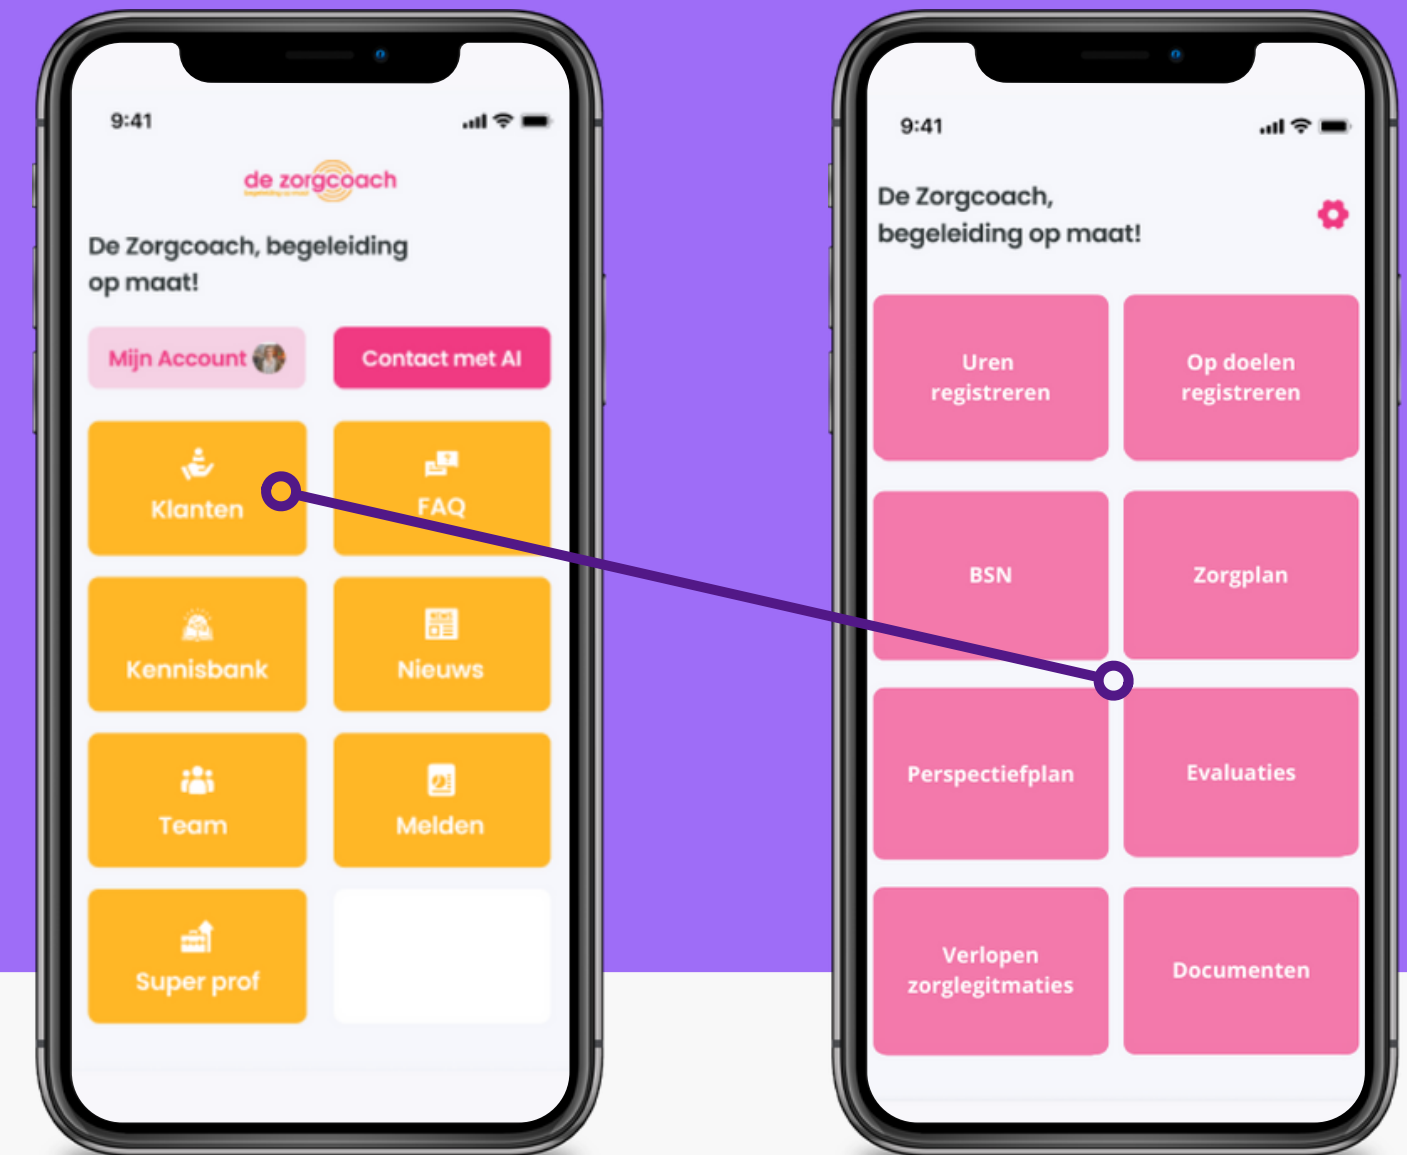 9:41
de zorgcoach
De Zorgcoach, begeleiding
op maat!
Mijn Account
Contact met AI
Klanten
FAQ
Kennisbank
NEWS
Nieuws
Team
Melden
Super prof
9:41
De Zorgcoach,
begeleiding op maat!
Uren
registreren
Op doelen
registreren
BSN
Zorgplan
Perspectiefplan
Evaluaties
Verlopen
zorglegitmaties
Documenten